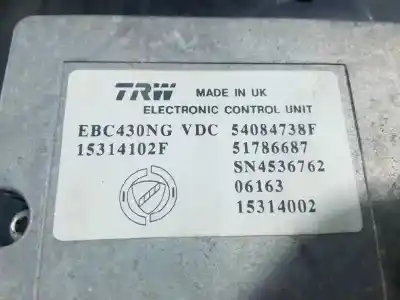 TRW MADE IN UK
ELECTRONIC CONTROL UNIT
EBC430NG VDC 54084738F
15314102F 51786687
SN4536762
06163
15314002